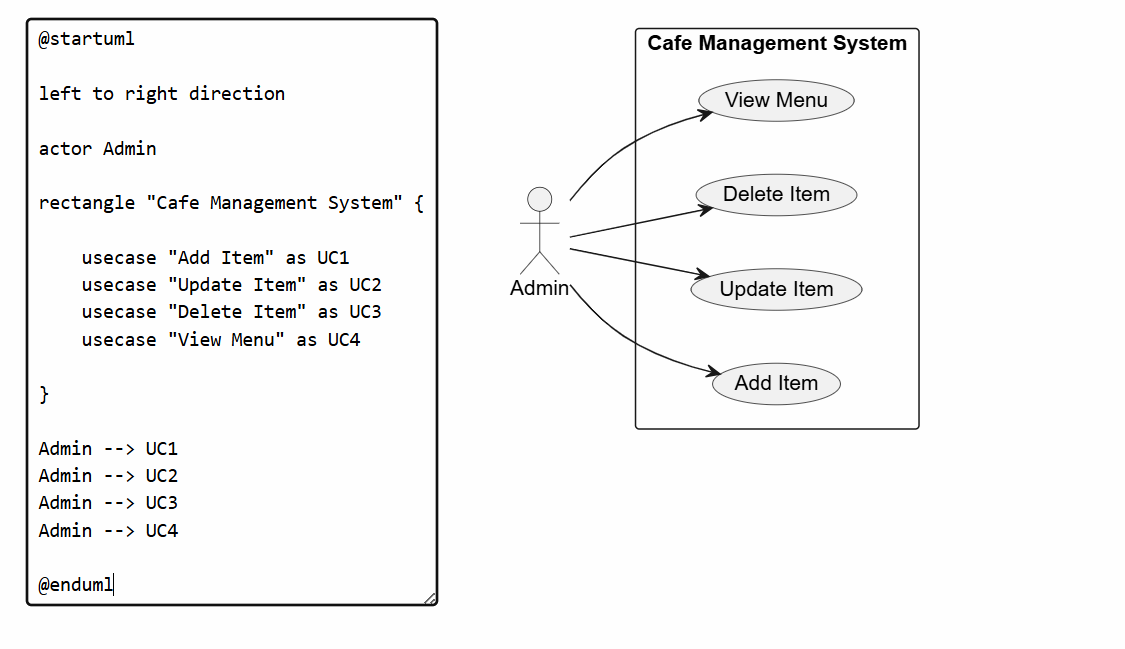 @startuml
left to right direction
actor Admin
rectangle "Cafe Management System" {
    usecase "Add Item" as UC1
    usecase "Update Item" as UC2
    usecase "Delete Item" as UC3
    usecase "View Menu" as UC4
}
Admin --> UC1
Admin --> UC2
Admin --> UC3
Admin --> UC4
@enduml
Cafe Management System
View Menu
Delete Item
Admin
Update Item
Add Item